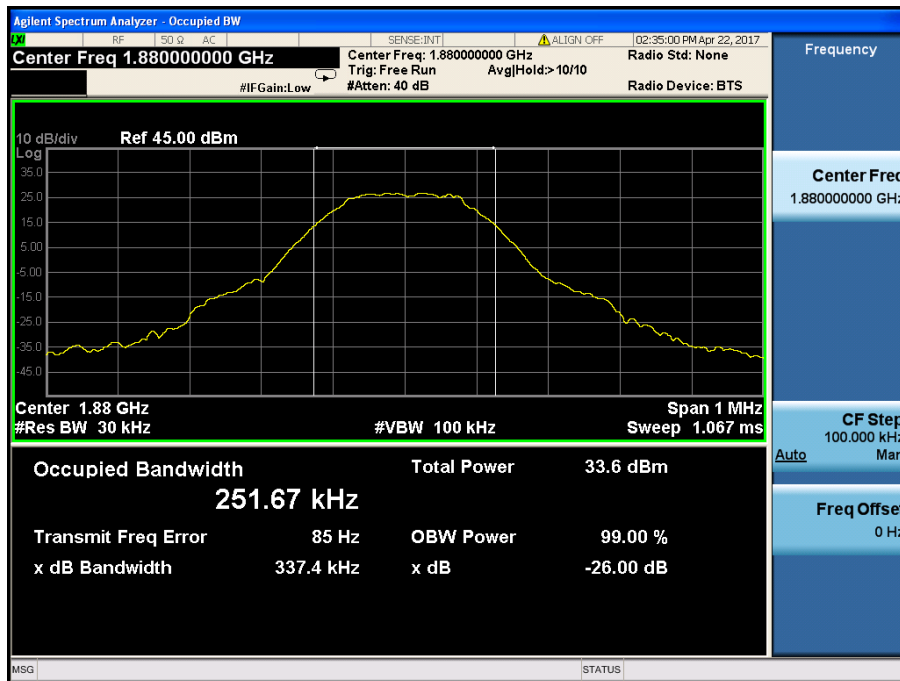 Agilent Spectrum Analyzer - Occupied BW
LXI RF 50 Ω AC SENSE:INT ALIGN OFF 02:35:00 PM Apr 22, 2017
Center Freq 1.880000000 GHz
Center Freq: 1.880000000 GHz
Radio Std: None
Trig: Free Run Avg|Hold:>10/10
#IFGain:Low
#Atten: 40 dB
Radio Device: BTS
10 dB/div Ref 45.00 dBm
Log
35.0
25.0
15.0
5.00
-5.00
-15.0
-25.0
-35.0
-45.0
Center 1.88 GHz Span 1 MHz
#Res BW 30 kHz #VBW 100 kHz Sweep 1.067 ms
Occupied Bandwidth Total Power 33.6 dBm
251.67 kHz
Transmit Freq Error 85 Hz OBW Power 99.00 %
x dB Bandwidth 337.4 kHz x dB -26.00 dB
Frequency
Center Freq
1.880000000 GHz
CF Step
100.000 kHz
Auto Man
Freq Offset
0 Hz
MSG STATUS